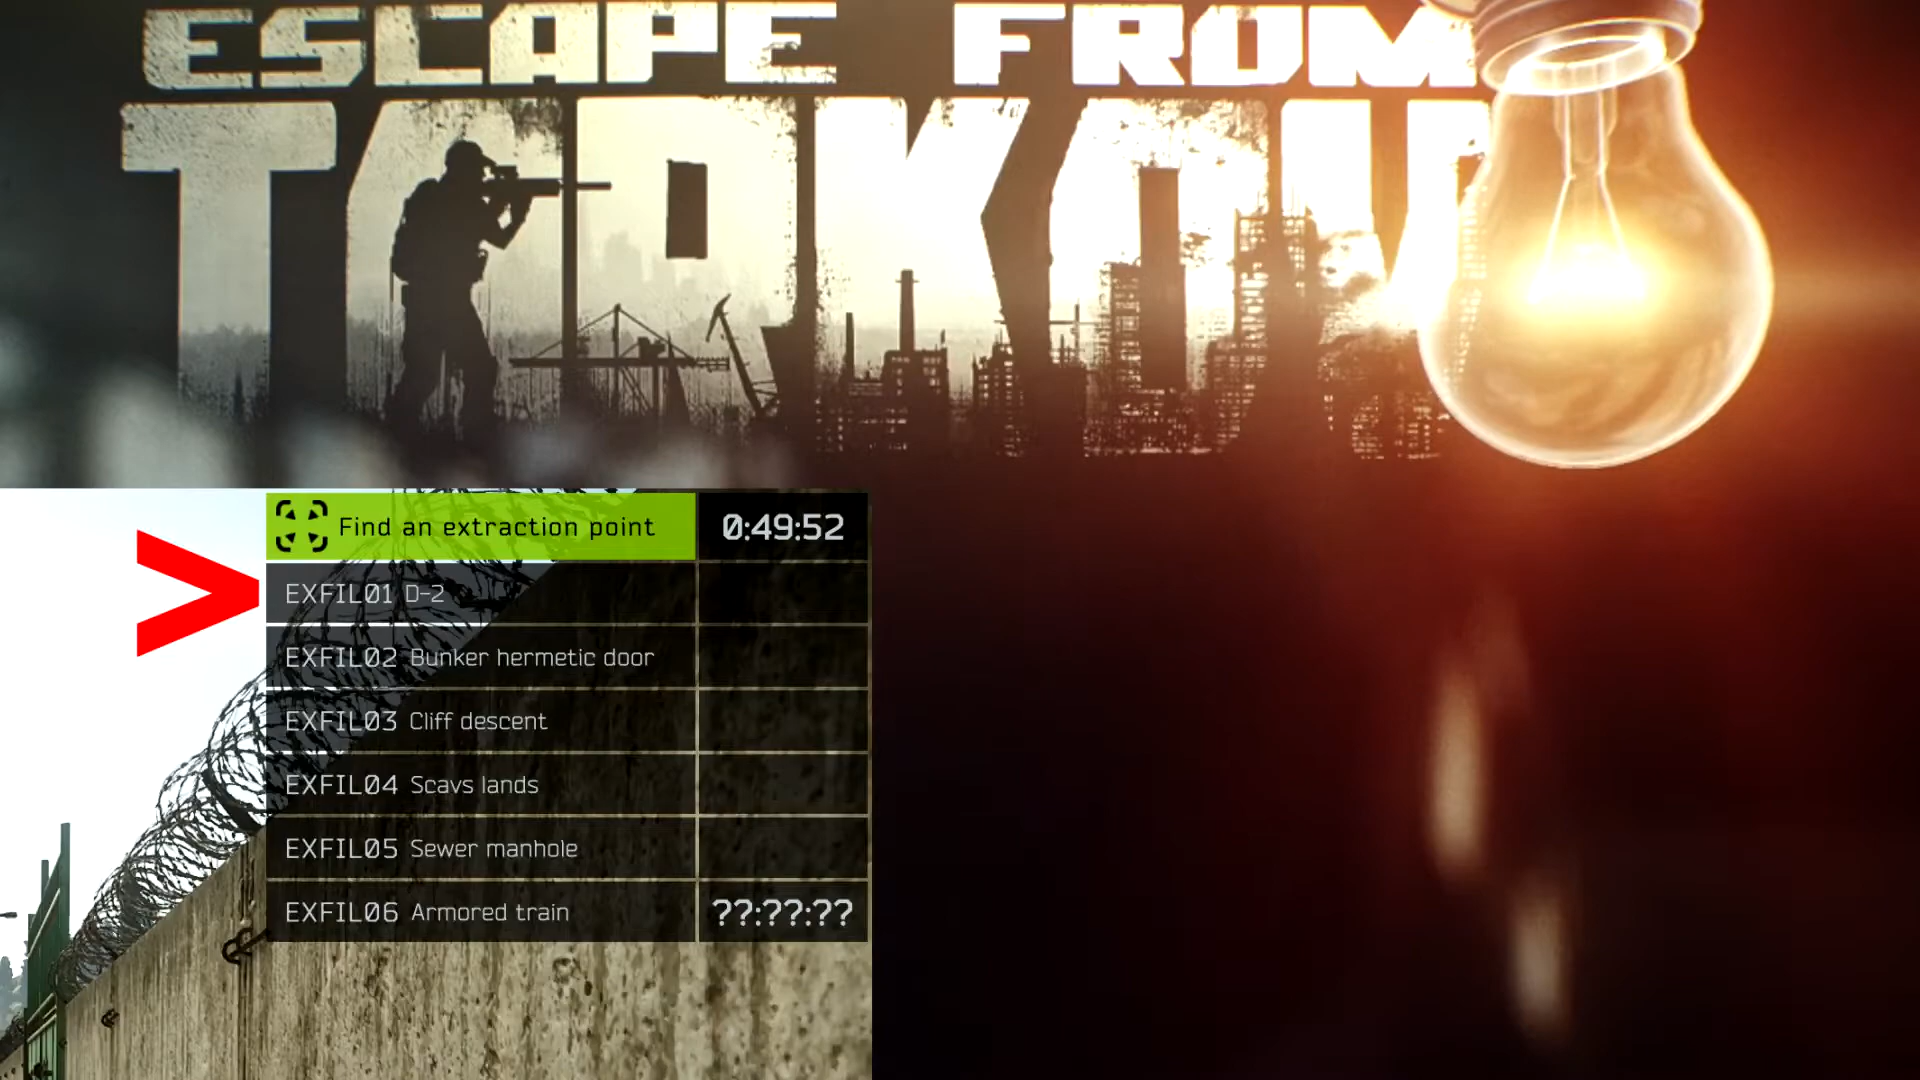 ESCAPE FROM
TARKOV
Find an extraction point 0:49:52
>
EXFIL01 D-2
EXFIL02 Bunker hermetic door
EXFIL03 Cliff descent
EXFIL04 Scavs lands
EXFIL05 Sewer manhole
EXFIL06 Armored train ??:??:??